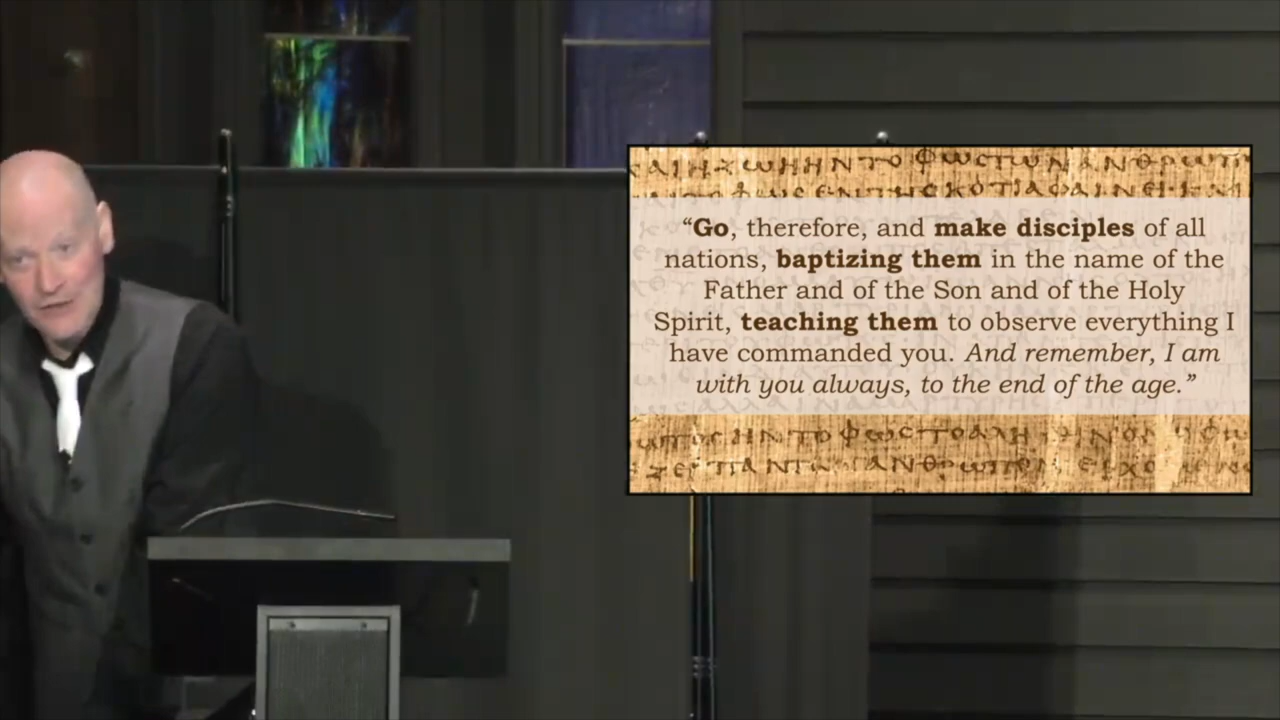 ΑΙΗΖΩΗΗΝΤΟΦΩϹΤΩΝΑΝΘΡΩΠ
“Go, therefore, and make disciples of all
nations, baptizing them in the name of the
Father and of the Son and of the Holy
Spirit, teaching them to observe everything I
have commanded you. And remember, I am
with you always, to the end of the age.”